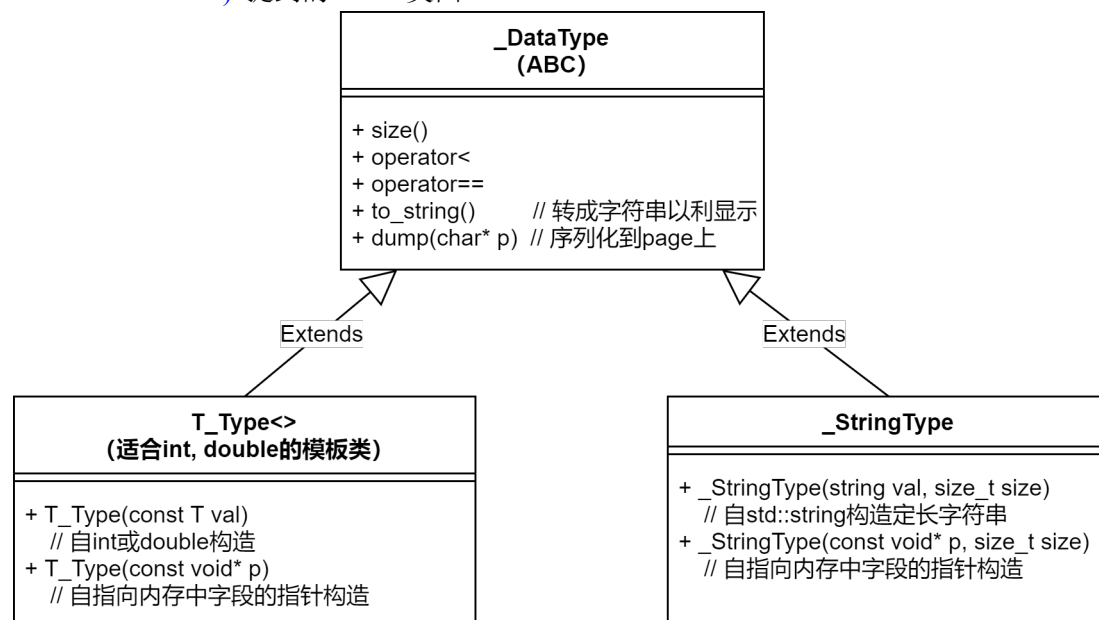 _DataType
（ABC）
+ size()
+ operator<
+ operator==
+ to_string() // 转成字符串以利显示
+ dump(char* p) // 序列化到page上
Extends
Extends
T_Type<>
（适合int, double的模板类）
+ T_Type(const T val)
// 自int或double构造
+ T_Type(const void* p)
// 自指向内存中字段的指针构造
_StringType
+ _StringType(string val, size_t size)
// 自std::string构造定长字符串
+ _StringType(const void* p, size_t size)
// 自指向内存中字段的指针构造